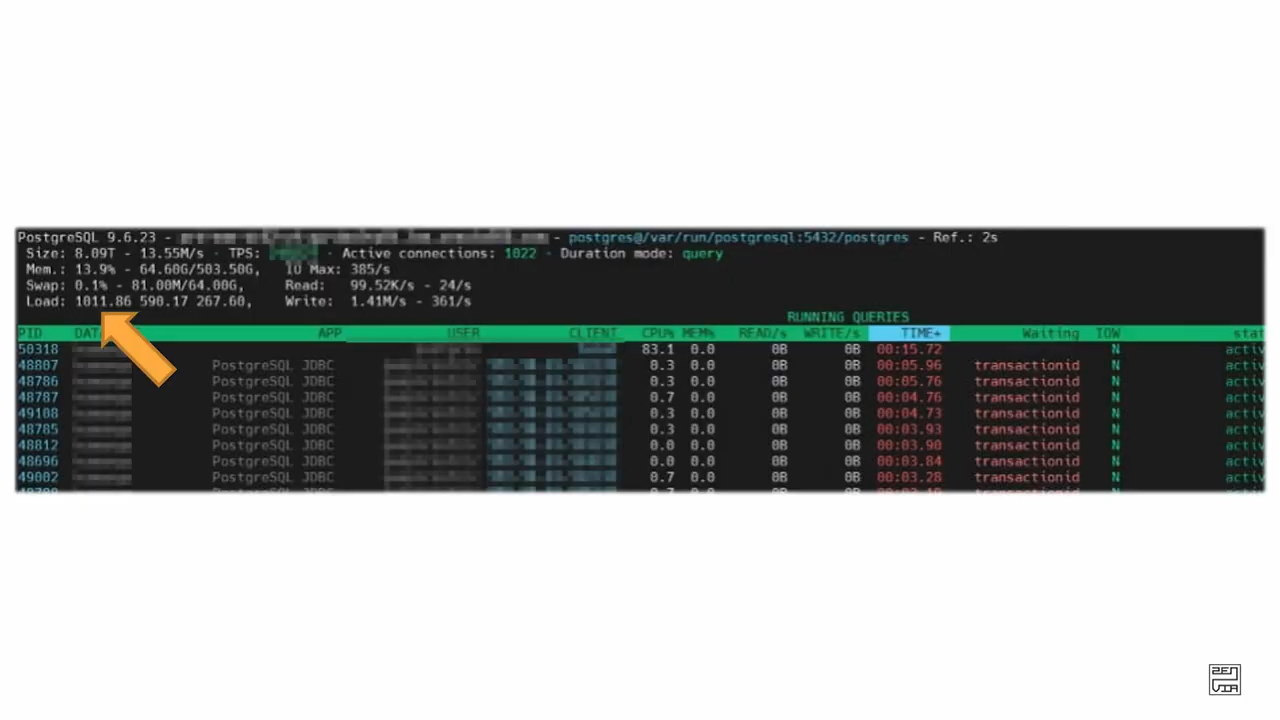 PostgreSQL 9.6.23 - - postgres@/var/run/postgresql:5432/postgres - Ref.: 2s
Size: 8.09T - 13.55M/s - TPS: - Active connections: 1022 - Duration mode: query
Mem.: 13.9% - 64.60G/503.50G, IO Max: 385/s
Swap: 0.1% - 81.00M/64.00G, Read: 99.52K/s - 24/s
Load: 1011.86 590.17 267.60, Write: 1.41M/s - 361/s
RUNNING QUERIES
PID DATA APP USER CLIENT CPU% MEM% READ/s WRITE/s TIME+ Waiting IOW stat
50318 83.1 0.0 0B 0B 00:15.72 N activ
48807 PostgreSQL JDBC 0.3 0.0 0B 0B 00:05.96 transactionid N activ
48786 PostgreSQL JDBC 0.3 0.0 0B 0B 00:05.76 transactionid N activ
48787 PostgreSQL JDBC 0.7 0.0 0B 0B 00:04.76 transactionid N activ
49108 PostgreSQL JDBC 0.3 0.0 0B 0B 00:04.73 transactionid N activ
48785 PostgreSQL JDBC 0.3 0.0 0B 0B 00:03.93 transactionid N activ
48812 PostgreSQL JDBC 0.0 0.0 0B 0B 00:03.90 transactionid N activ
48696 PostgreSQL JDBC 0.0 0.0 0B 0B 00:03.84 transactionid N activ
49002 PostgreSQL JDBC 0.7 0.0 0B 0B 00:03.28 transactionid N activ
PostgreSQL JDBC transactionid N activ
ZEN
VIA